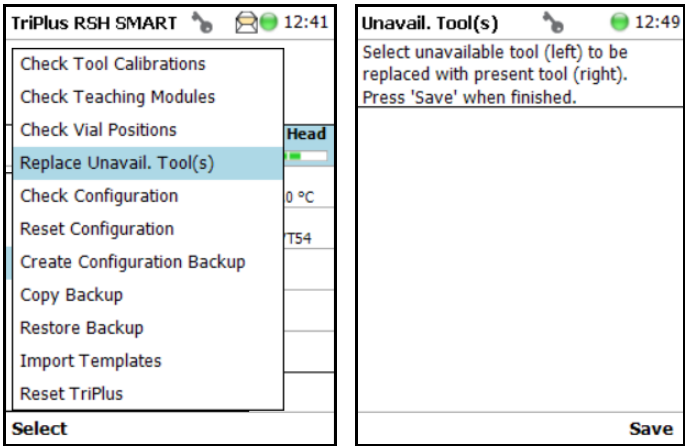 TriPlus RSH SMART 12:41
Check Tool Calibrations
Check Teaching Modules
Check Vial Positions
Head
Replace Unavail. Tool(s)
Check Configuration
0 °C
Reset Configuration
T54
Create Configuration Backup
Copy Backup
Restore Backup
Import Templates
Reset TriPlus
Select
Unavail. Tool(s) 12:49
Select unavailable tool (left) to be
replaced with present tool (right).
Press 'Save' when finished.
Save